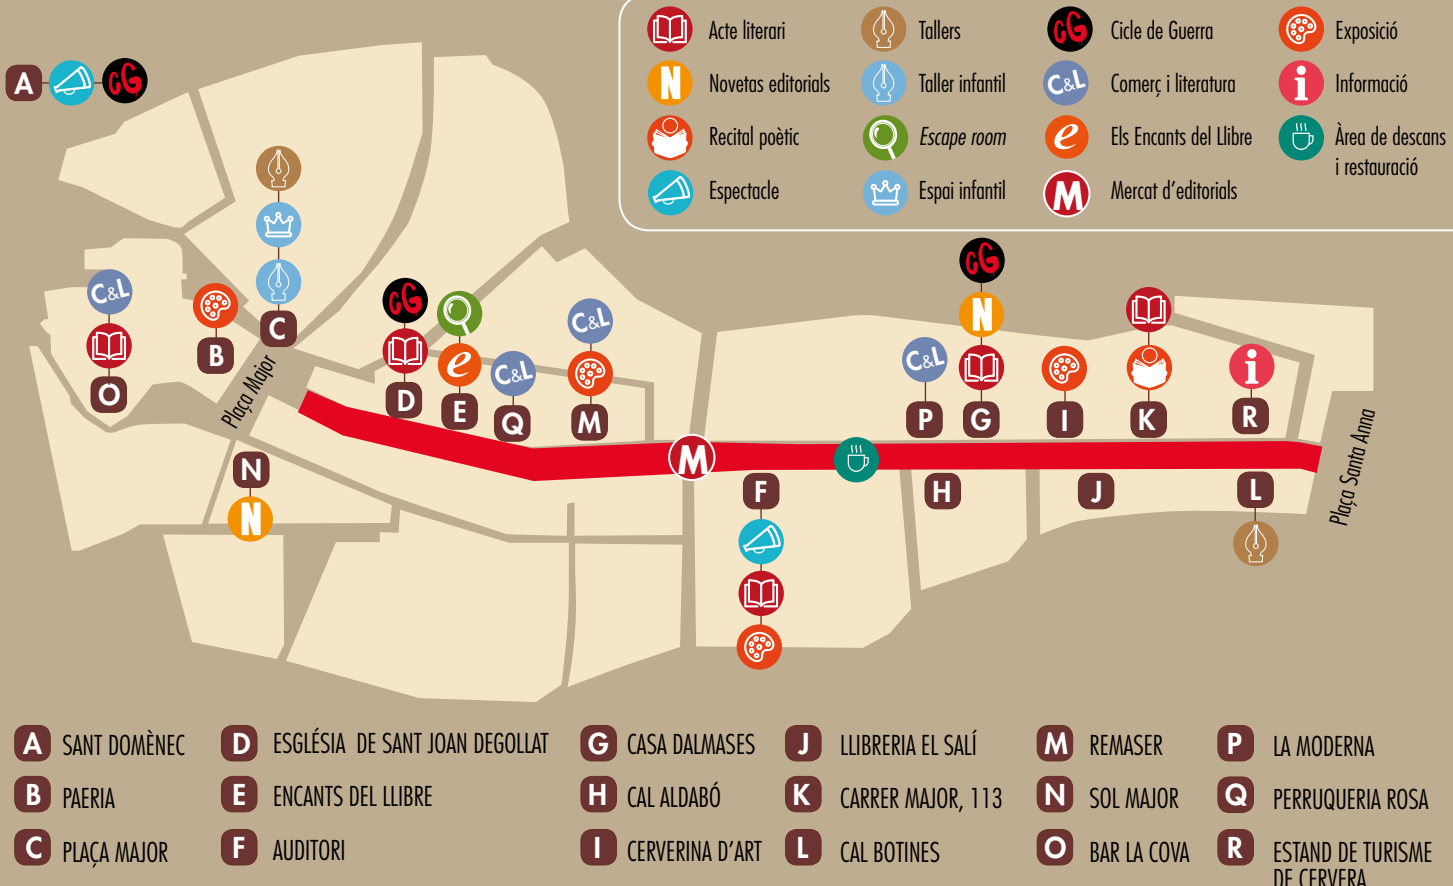 Acte literari
Tallers
CG Cicle de Guerra
Exposició
N Novetas editorials
Taller infantil
C&L Comerç i literatura
i Informació
Recital poètic
Escape room
e Els Encants del Llibre
Àrea de descans
i restauració
Espectacle
Espai infantil
M Mercat d'editorials
A CG
C&L
O
B
C
Plaça Major
CG
D
e
E
C&L
Q
C&L
M
N
N
M
F
C&L
P
CG
N
G
I
K
i
R
H
J
L
Plaça Santa Anna
A SANT DOMÈNEC
B PAERIA
C PLAÇA MAJOR
D ESGLÉSIA DE SANT JOAN DEGOLLAT
E ENCANTS DEL LLIBRE
F AUDITORI
G CASA DALMASES
H CAL ALDABÓ
I CERVERINA D'ART
J LLIBRERIA EL SALÍ
K CARRER MAJOR, 113
L CAL BOTINES
M REMASER
N SOL MAJOR
O BAR LA COVA
P LA MODERNA
Q PERRUQUERIA ROSA
R ESTAND DE TURISME
DE CERVERA